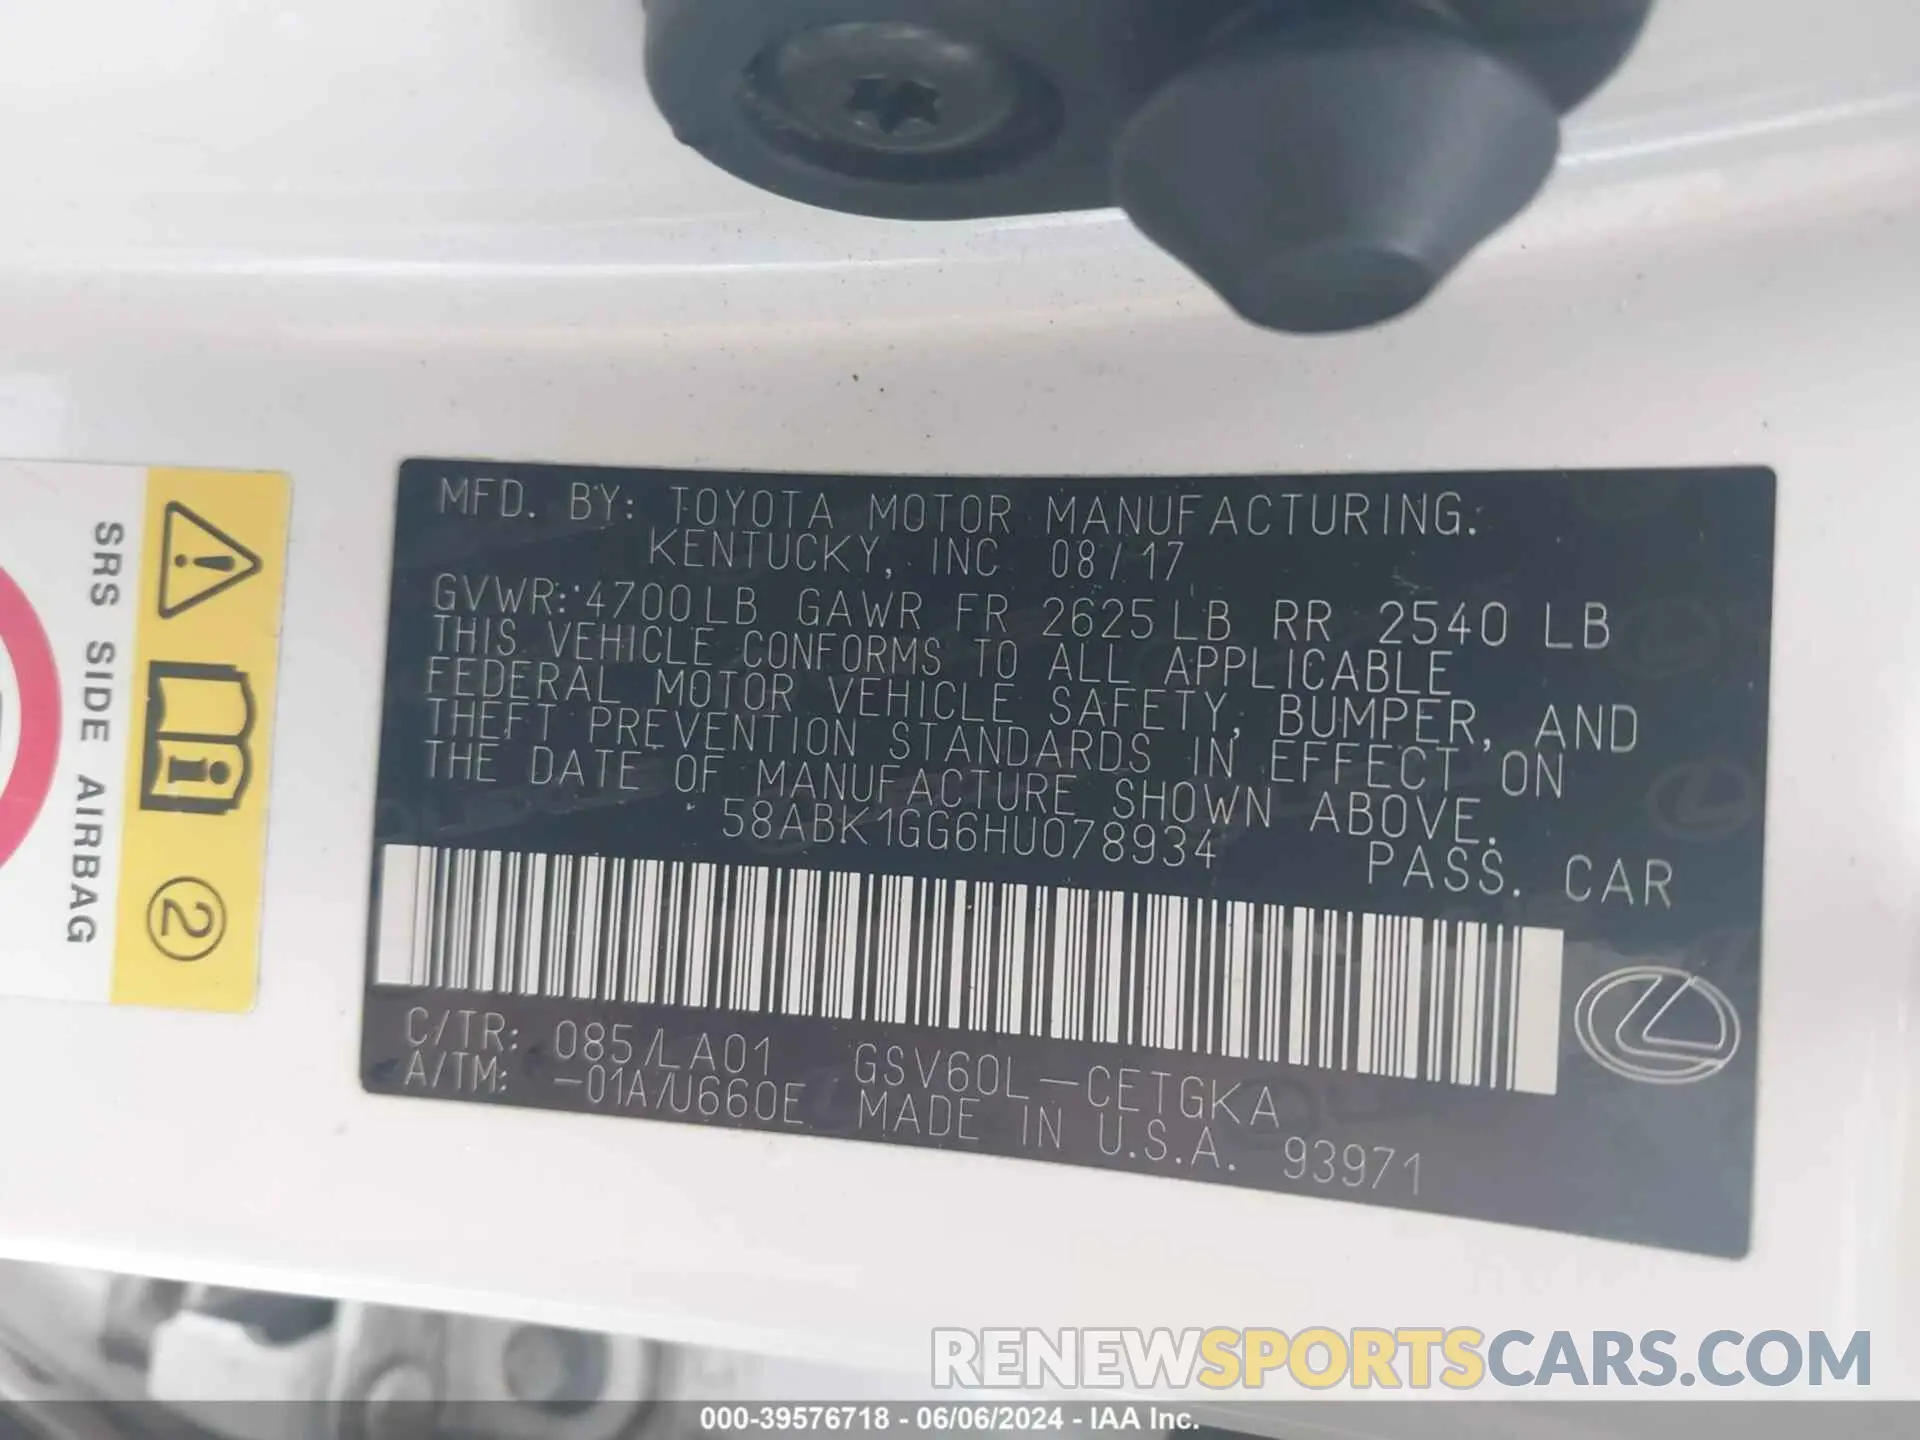 MFD. BY: TOYOTA MOTOR MANUFACTURING.
KENTUCKY, INC 08/17
GVWR: 4700LB GAWR FR 2625LB RR 2540 LB
THIS VEHICLE CONFORMS TO ALL APPLICABLE
FEDERAL MOTOR VEHICLE SAFETY, BUMPER, AND
THEFT PREVENTION STANDARDS IN EFFECT ON
THE DATE OF MANUFACTURE SHOWN ABOVE.
58ABK1GG6HU078934
PASS. CAR
C/TR: 085/LA01 GSV60L-CETGKA
A/TM: -01A/U660E MADE IN U.S.A. 93971
SRS SIDE AIRBAG
2
RENEWSPORTSCARS.COM
000-39576718 - 06/06/2024 - IAA Inc.